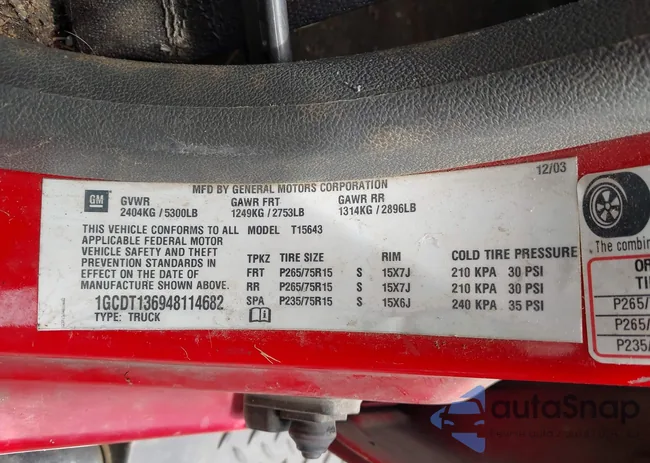 MFD BY GENERAL MOTORS CORPORATION 12/03
GM
GVWR GAWR FRT GAWR RR
2404KG / 5300LB 1249KG / 2753LB 1314KG / 2896LB
THIS VEHICLE CONFORMS TO ALL MODEL T15643
APPLICABLE FEDERAL MOTOR
VEHICLE SAFETY AND THEFT
PREVENTION STANDARDS IN
EFFECT ON THE DATE OF
MANUFACTURE SHOWN ABOVE.
1GCDT136948114682
TYPE: TRUCK
TPKZ TIRE SIZE RIM COLD TIRE PRESSURE
FRT P265/75R15 S 15X7J 210 KPA 30 PSI
RR P265/75R15 S 15X7J 210 KPA 30 PSI
SPA P235/75R15 S 15X6J 240 KPA 35 PSI
The combin
OR
TI
P265/
P265/
P235/
autoSnap